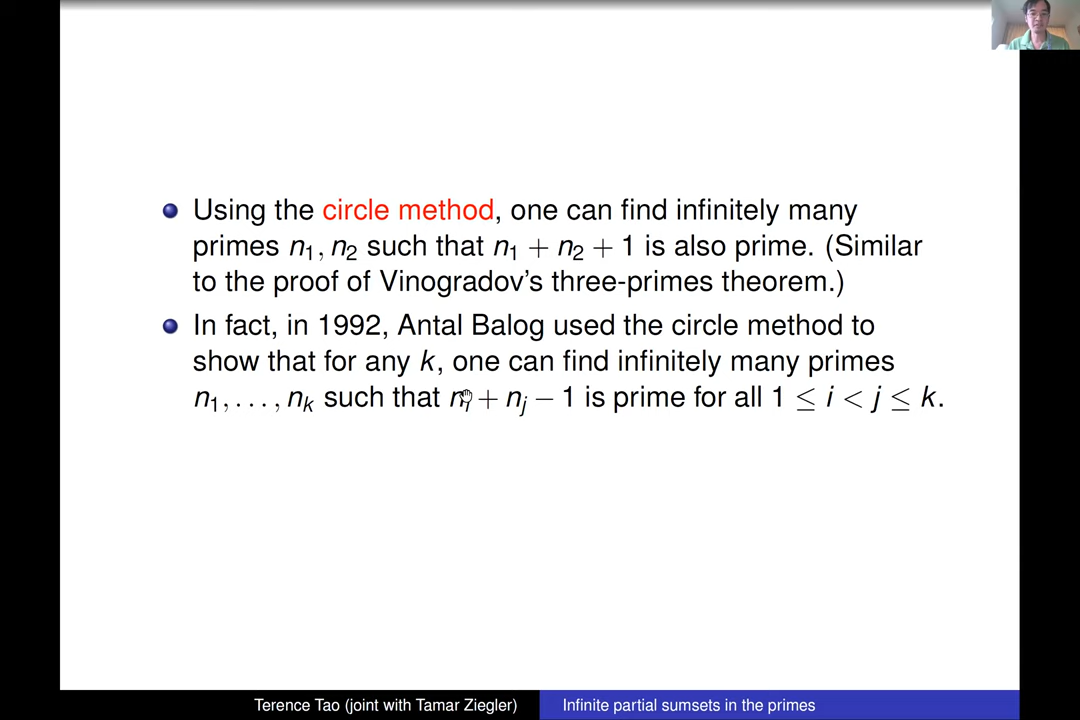 Using the circle method, one can find infinitely many
primes n₁, n₂ such that n₁ + n₂ + 1 is also prime. (Similar
to the proof of Vinogradov's three-primes theorem.)
In fact, in 1992, Antal Balog used the circle method to
show that for any k, one can find infinitely many primes
n₁, . . . , nₖ such that nᵢ + nⱼ − 1 is prime for all 1 ≤ i < j ≤ k.
Terence Tao (joint with Tamar Ziegler)
Infinite partial sumsets in the primes